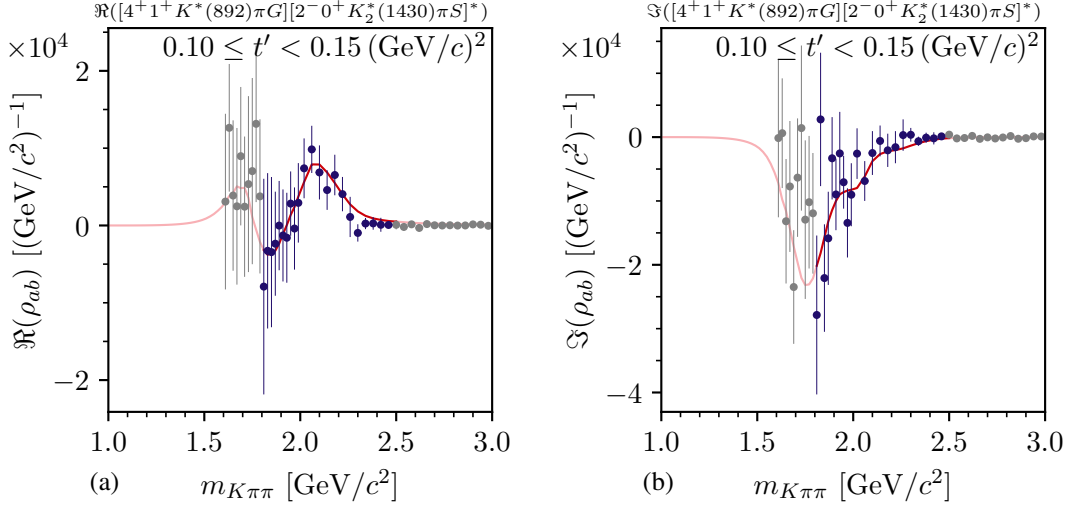 ℜ([4⁺1⁺K*(892)πG][2⁻0⁺K₂*(1430)πS]*)
×10⁴
0.10 ≤ t′ < 0.15 (GeV/c)²
ℜ(ρ_ab) [(GeV/c²)⁻¹]
2
0
−2
1.0 1.5 2.0 2.5 3.0
(a)
m_Kππ [GeV/c²]
ℑ([4⁺1⁺K*(892)πG][2⁻0⁺K₂*(1430)πS]*)
×10⁴
0.10 ≤ t′ < 0.15 (GeV/c)²
ℑ(ρ_ab) [(GeV/c²)⁻¹]
0
−2
−4
1.0 1.5 2.0 2.5 3.0
(b)
m_Kππ [GeV/c²]